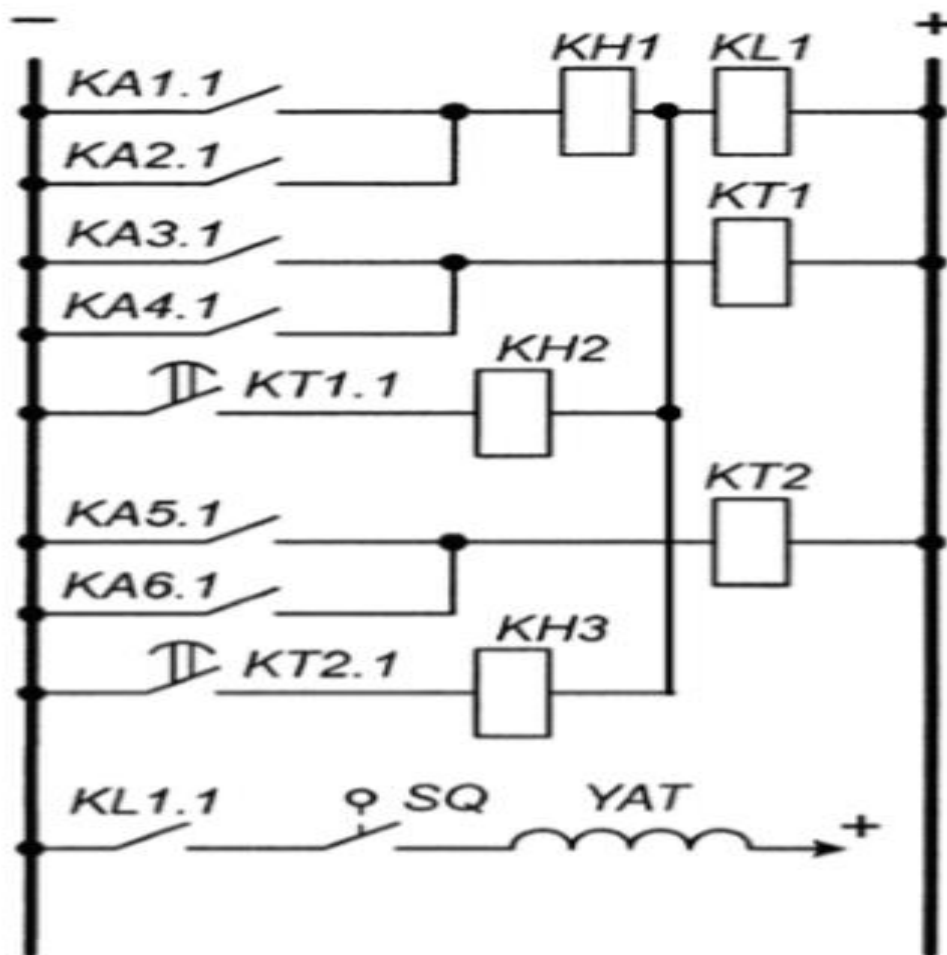 − +
KA1.1 KH1 KL1
KA2.1
KA3.1 KT1
KA4.1
KT1.1 KH2
KA5.1 KT2
KA6.1
KT2.1 KH3
KL1.1 SQ YAT +